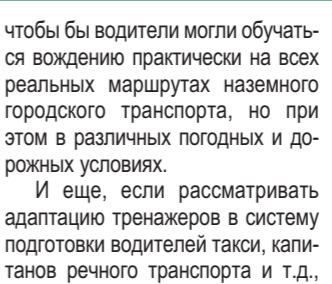 чтобы бы водители могли обучать-
ся вождению практически на всех
реальных маршрутах наземного
городского транспорта, но при
этом в различных погодных и до-
рожных условиях.
И еще, если рассматривать
адаптацию тренажеров в систему
подготовки водителей такси, капи-
танов речного транспорта и т.д.,